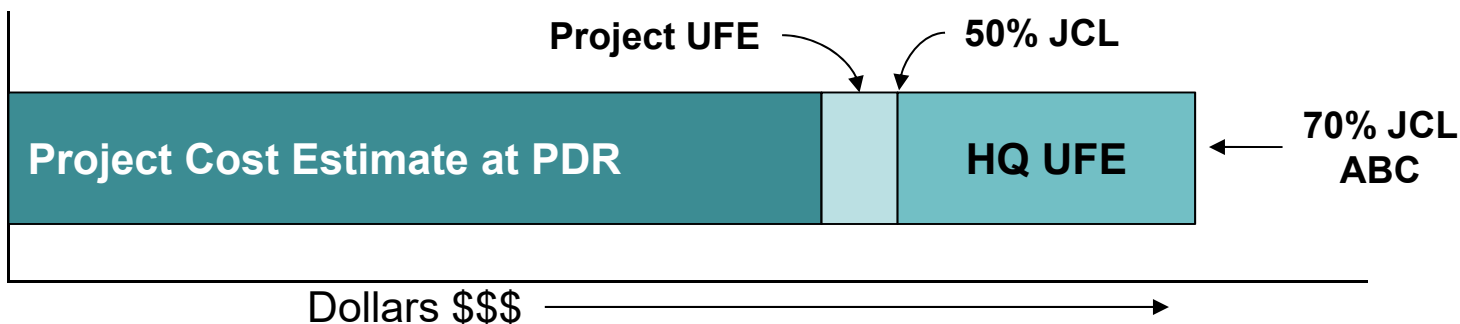 Project UFE
50% JCL
Project Cost Estimate at PDR
HQ UFE
70% JCL
ABC
Dollars $$$